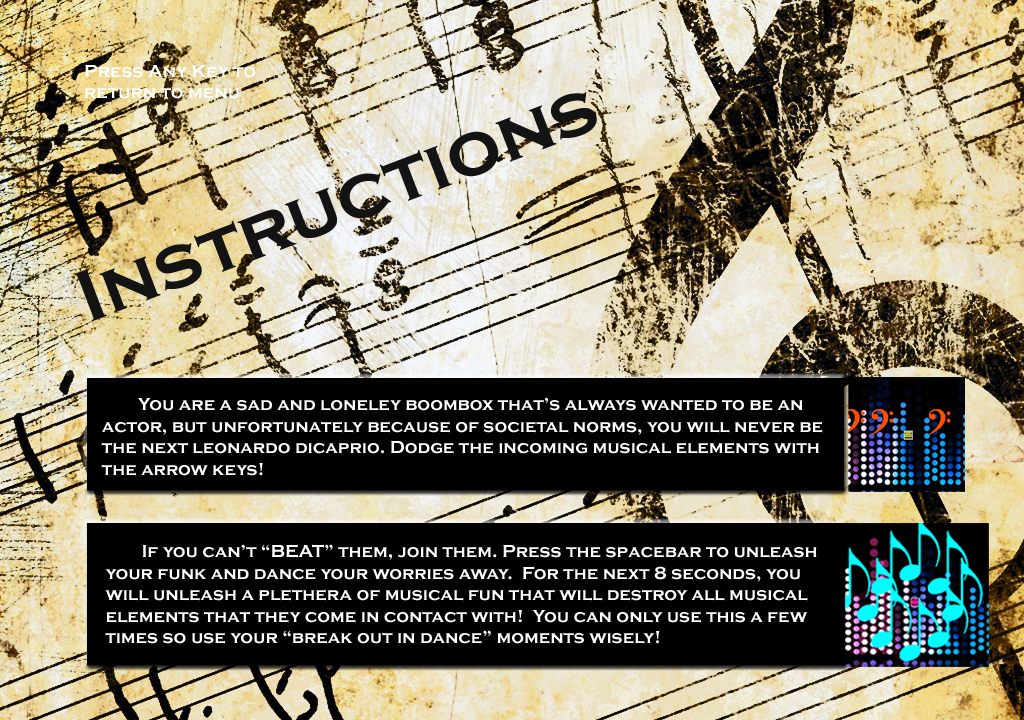 Press Any Key to
return to menu
Instructions
You are a sad and loneley boombox that's always wanted to be an
actor, but unfortunately because of societal norms, you will never be
the next leonardo dicaprio. Dodge the incoming musical elements with
the arrow keys!
If you can't “BEAT” them, join them. Press the spacebar to unleash
your funk and dance your worries away. For the next 8 seconds, you
will unleash a plethera of musical fun that will destroy all musical
elements that they come in contact with! You can only use this a few
times so use your “break out in dance” moments wisely!